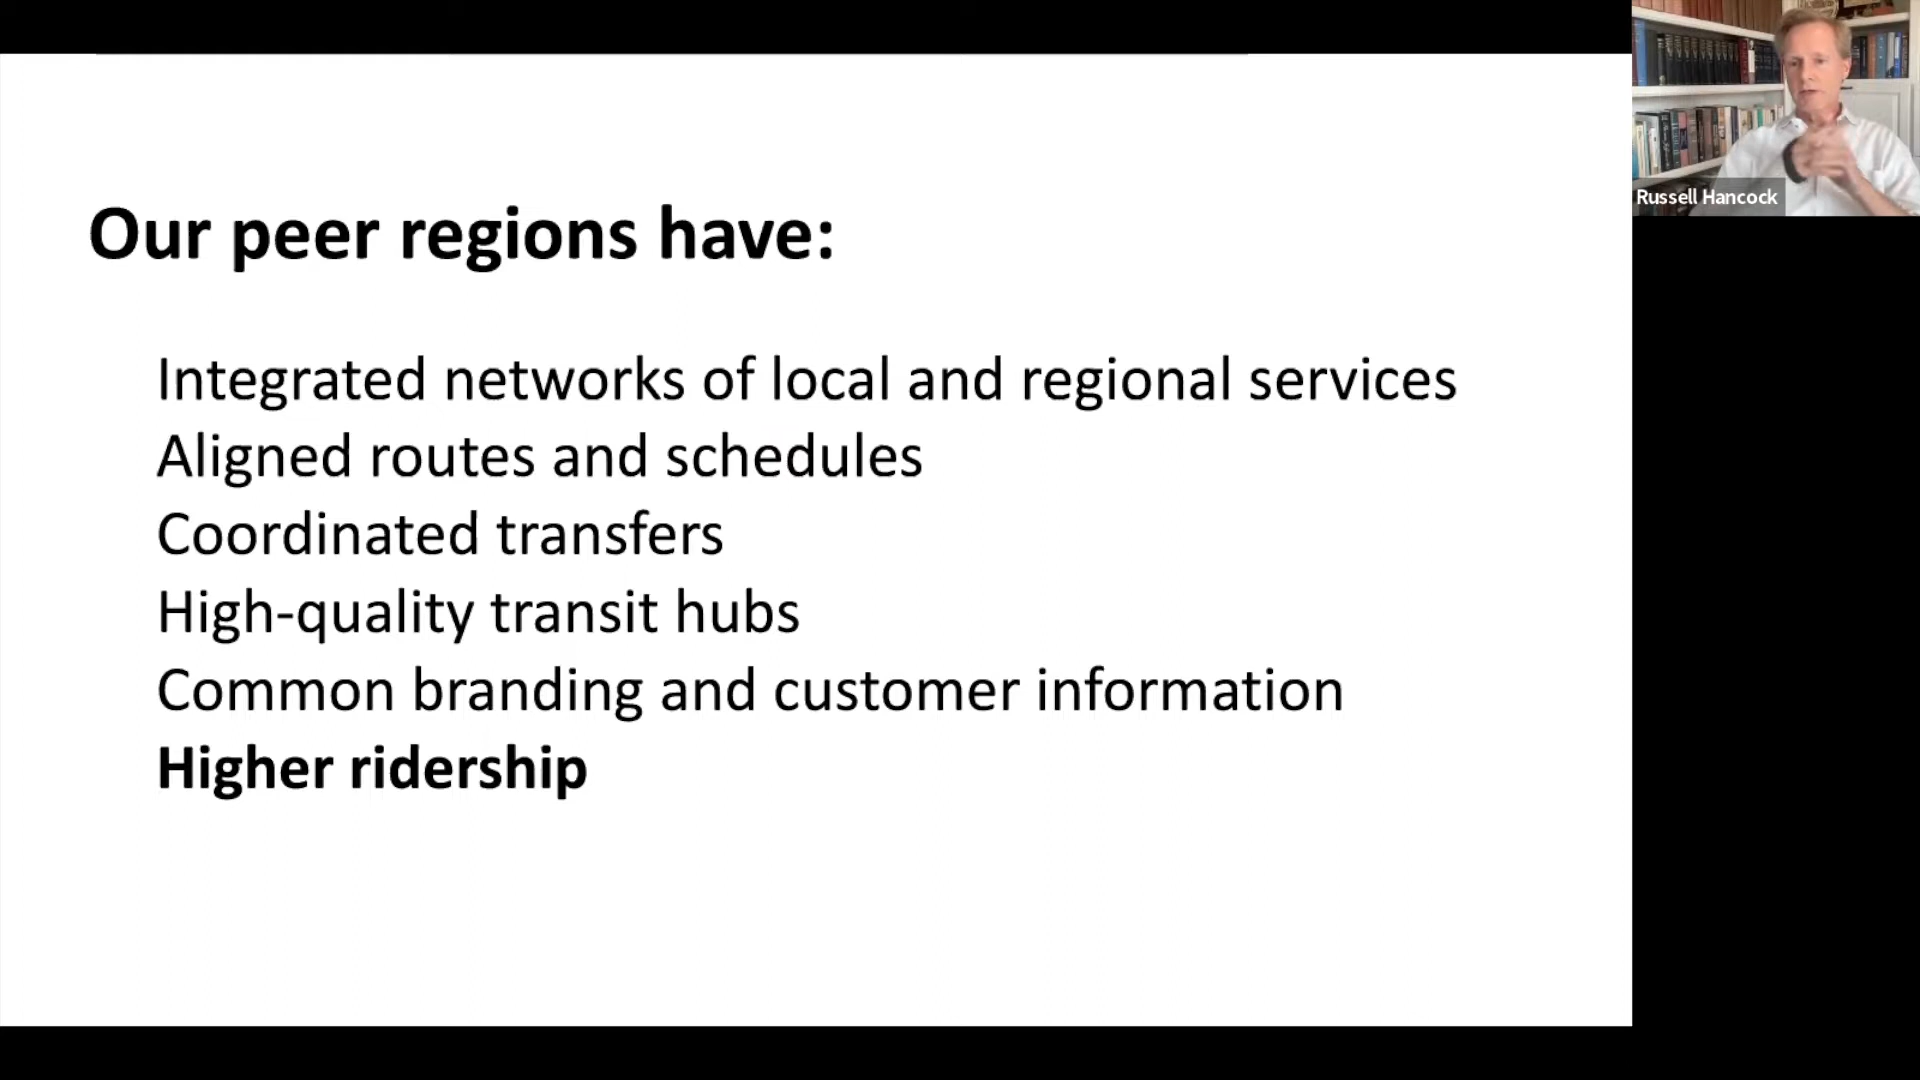 Our peer regions have:
Integrated networks of local and regional services
Aligned routes and schedules
Coordinated transfers
High-quality transit hubs
Common branding and customer information
Higher ridership
Russell Hancock